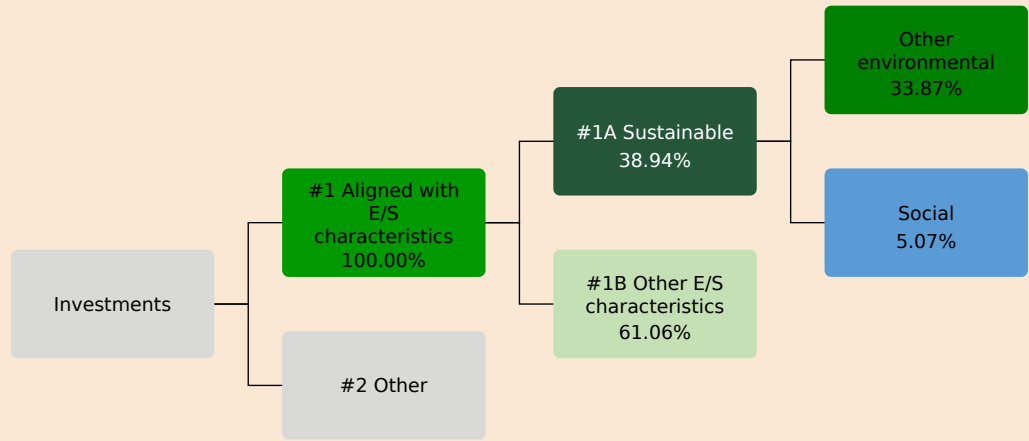 Investments
#1 Aligned with
E/S
characteristics
100.00%
#2 Other
#1A Sustainable
38.94%
#1B Other E/S
characteristics
61.06%
Other
environmental
33.87%
Social
5.07%